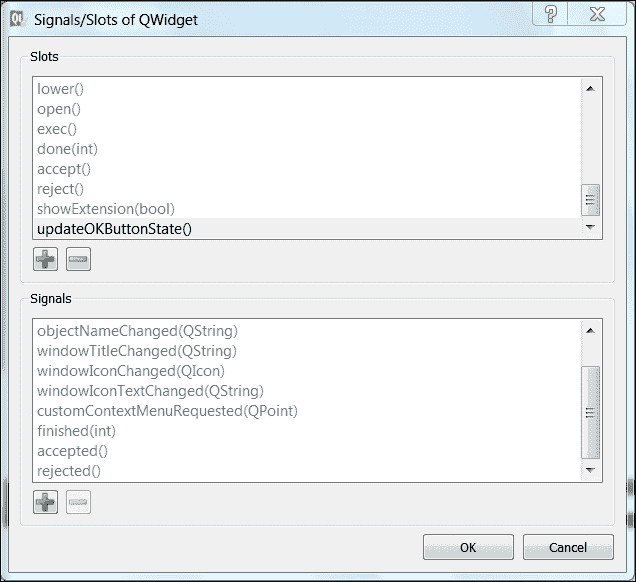 Signals/Slots of QWidget
Slots
lower()
open()
exec()
done(int)
accept()
reject()
showExtension(bool)
updateOKButtonState()
Signals
objectNameChanged(QString)
windowTitleChanged(QString)
windowIconChanged(QIcon)
windowIconTextChanged(QString)
customContextMenuRequested(QPoint)
finished(int)
accepted()
rejected()
OK
Cancel